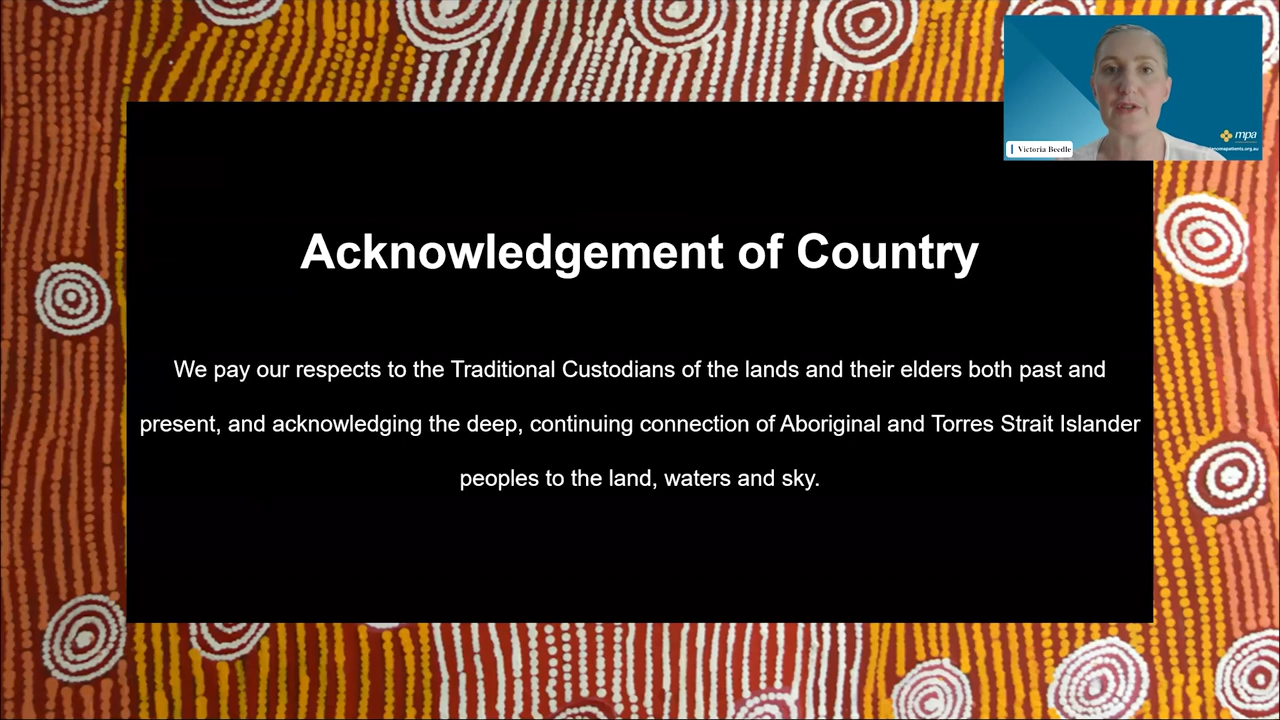 mpa
Victoria Beedle
Acknowledgement of Country
We pay our respects to the Traditional Custodians of the lands and their elders both past and
present, and acknowledging the deep, continuing connection of Aboriginal and Torres Strait Islander
peoples to the land, waters and sky.